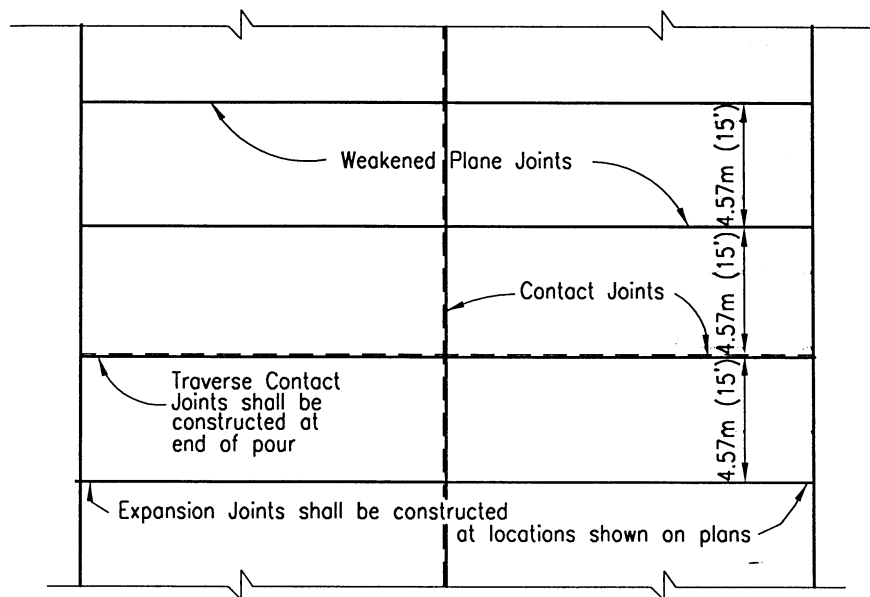 Weakened Plane Joints
4.57m (15')
4.57m (15')
Contact Joints
Traverse Contact
Joints shall be
constructed at
end of pour
4.57m (15')
Expansion Joints shall be constructed
at locations shown on plans